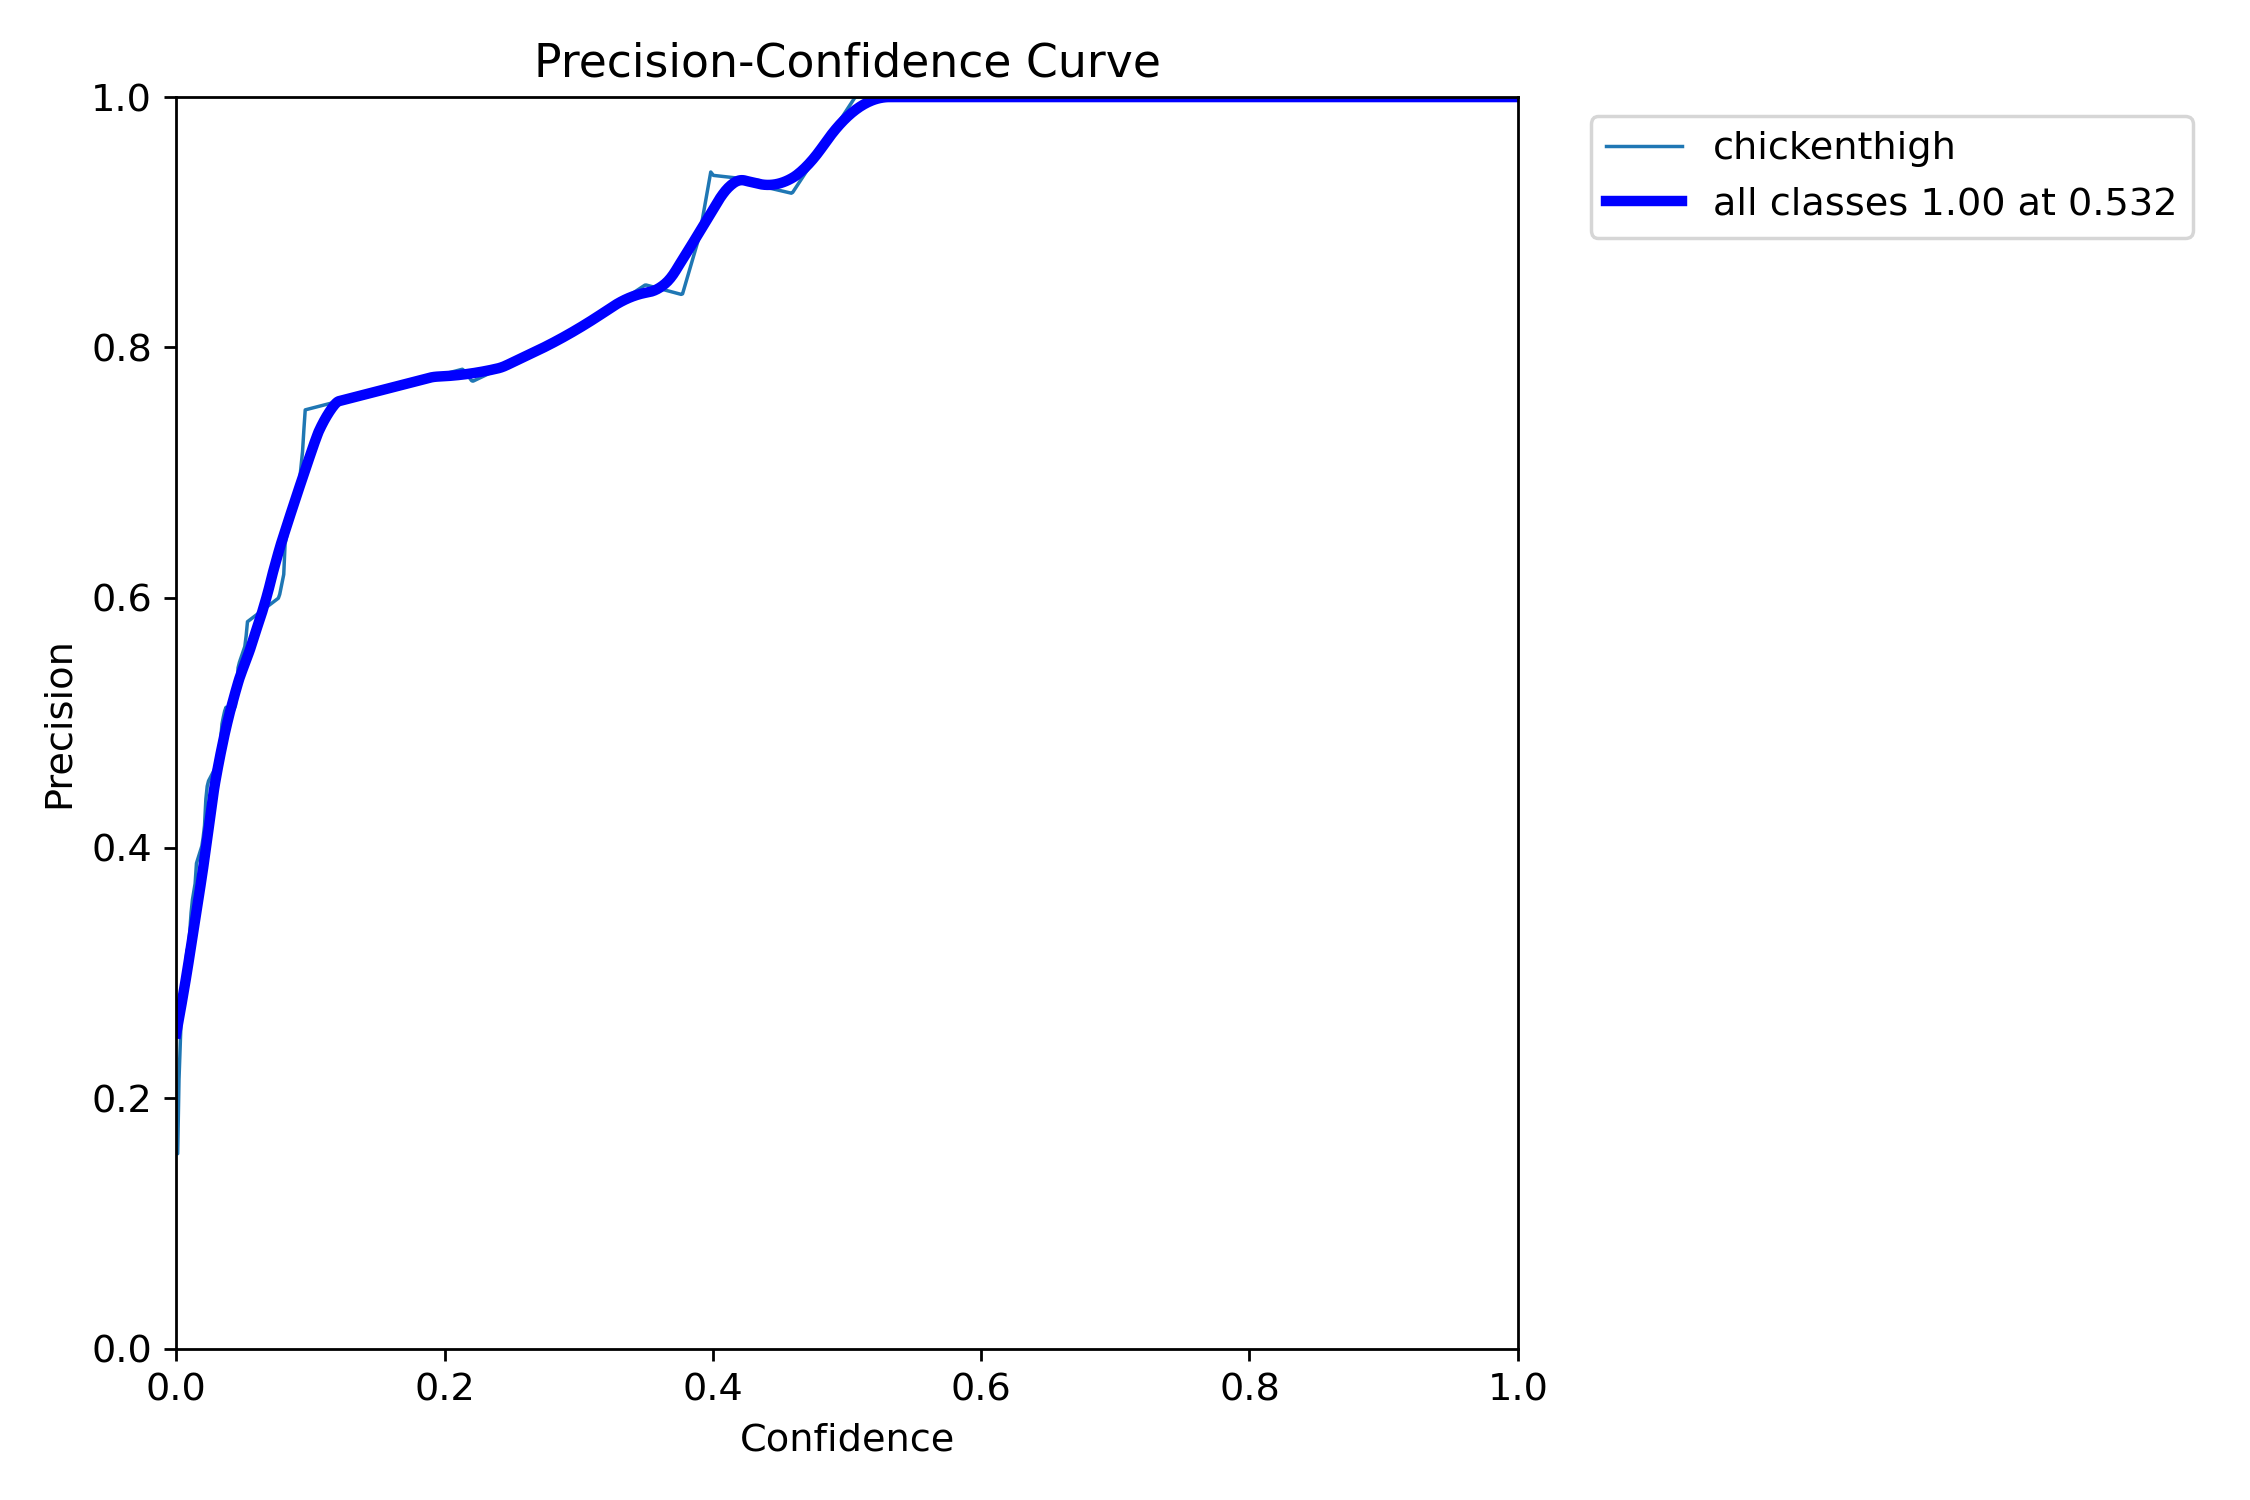 Precision-Confidence Curve
1.0
0.8
0.6
0.4
0.2
0.0
Precision
0.0 0.2 0.4 0.6 0.8 1.0
Confidence
chickenthigh
all classes 1.00 at 0.532